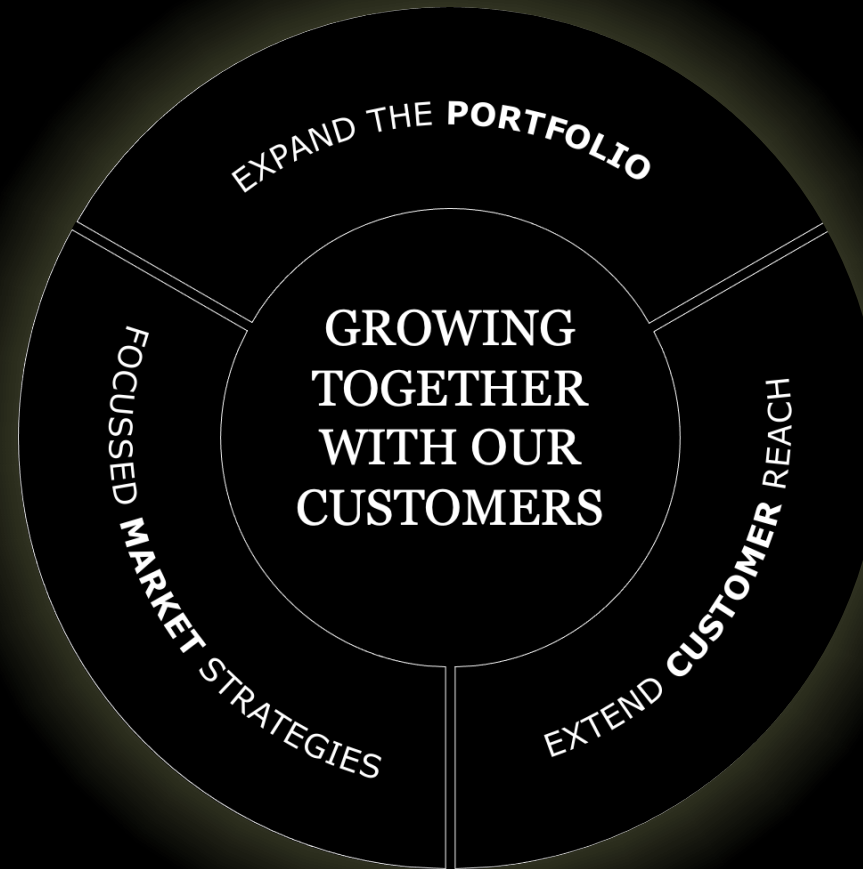 EXPAND THE PORTFOLIO
GROWING
TOGETHER
WITH OUR
CUSTOMERS
FOCUSSED MARKET STRATEGIES
EXTEND CUSTOMER REACH